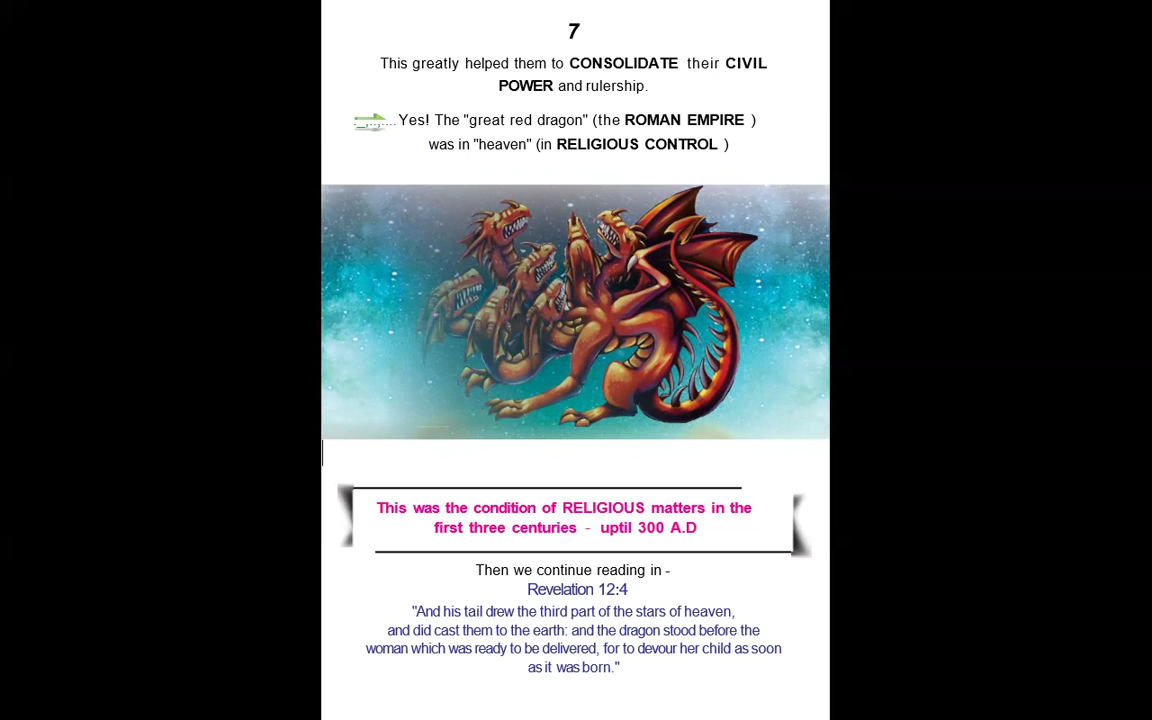 7
This greatly helped them to CONSOLIDATE their CIVIL
POWER and rulership.
Yes! The "great red dragon" (the ROMAN EMPIRE )
was in "heaven" (in RELIGIOUS CONTROL )
This was the condition of RELIGIOUS matters in the
first three centuries - uptil 300 A.D
Then we continue reading in -
Revelation 12:4
"And his tail drew the third part of the stars of heaven,
and did cast them to the earth: and the dragon stood before the
woman which was ready to be delivered, for to devour her child as soon
as it was born."